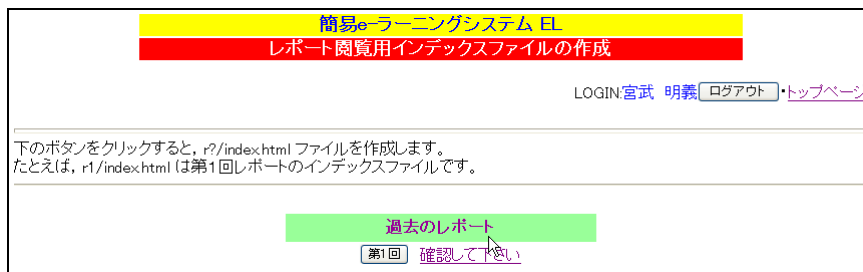 簡易e-ラーニングシステム EL
レポート閲覧用インデックスファイルの作成
LOGIN:宮武 明義 ログアウト ・トップページ
下のボタンをクリックすると, r?/index.html ファイルを作成します。
たとえば, r1/index.html は第1回レポートのインデックスファイルです。
過去のレポート
第1回 確認して下さい